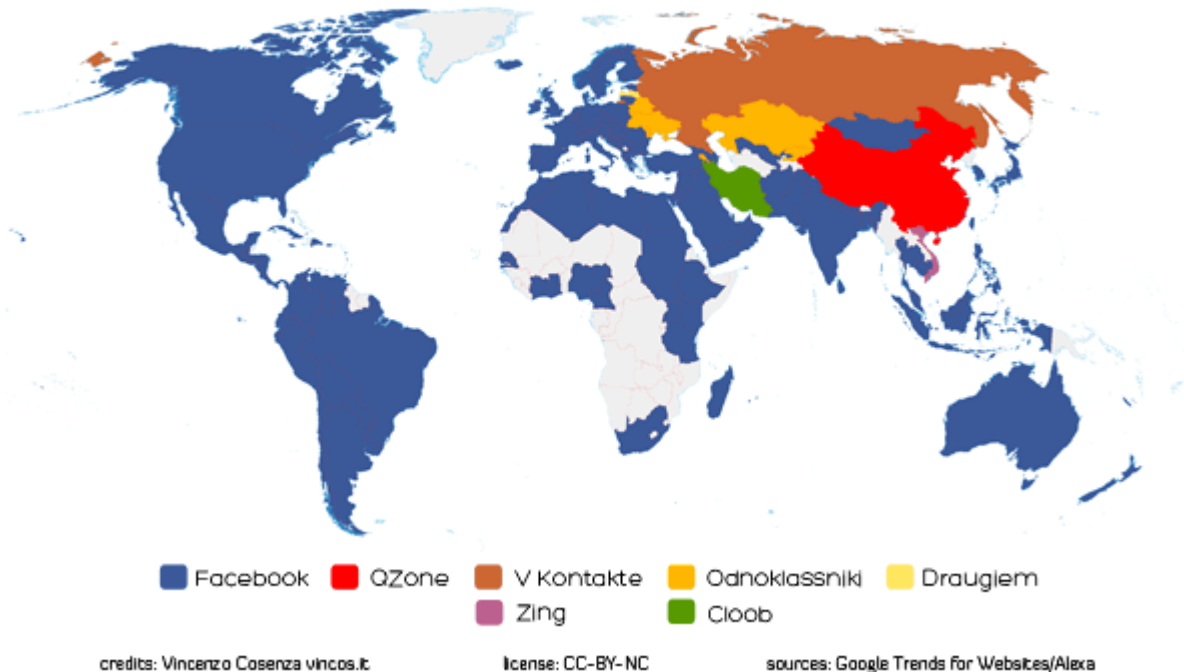 Facebook QZone V Kontakte Odnoklassniki Draugiem
Zing Cloob
credits: Vincenzo Cosenza vincos.it license: CC-BY-NC sources: Google Trends for Websites/Alexa